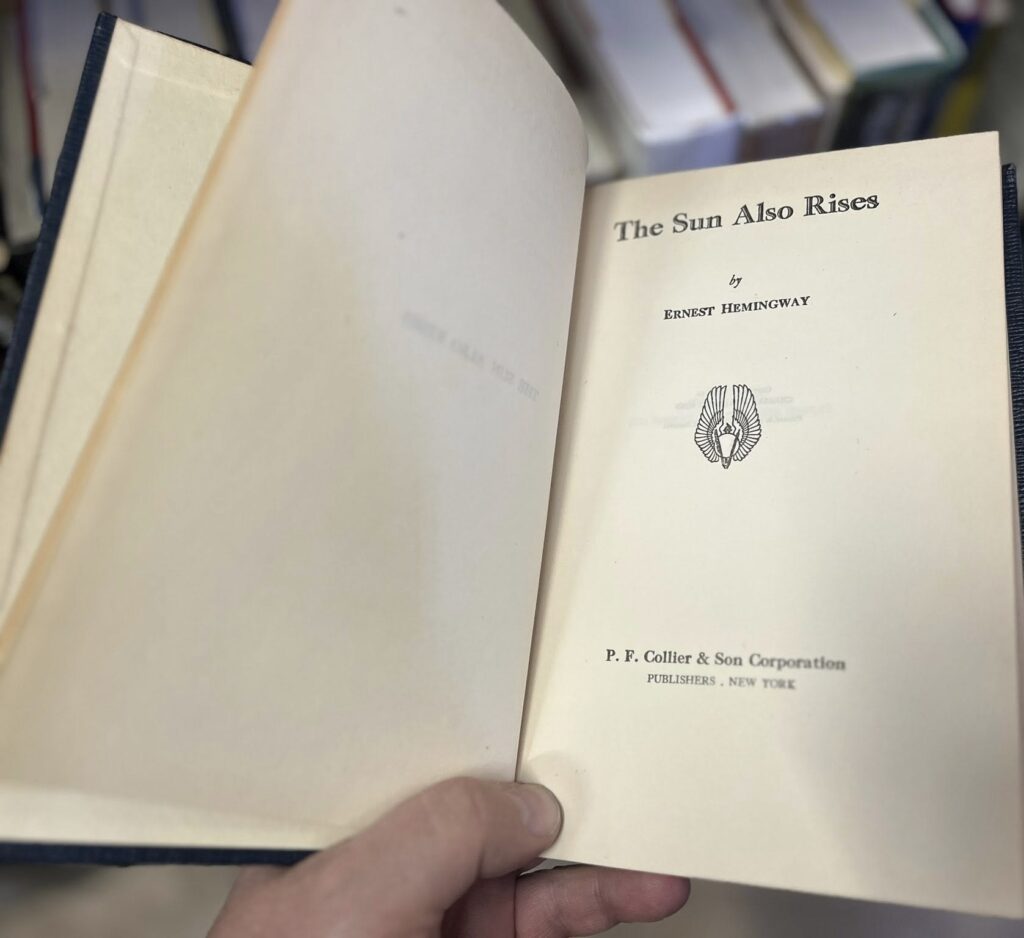 The Sun Also Rises
by
ERNEST HEMINGWAY
P. F. Collier & Son Corporation
PUBLISHERS . NEW YORK